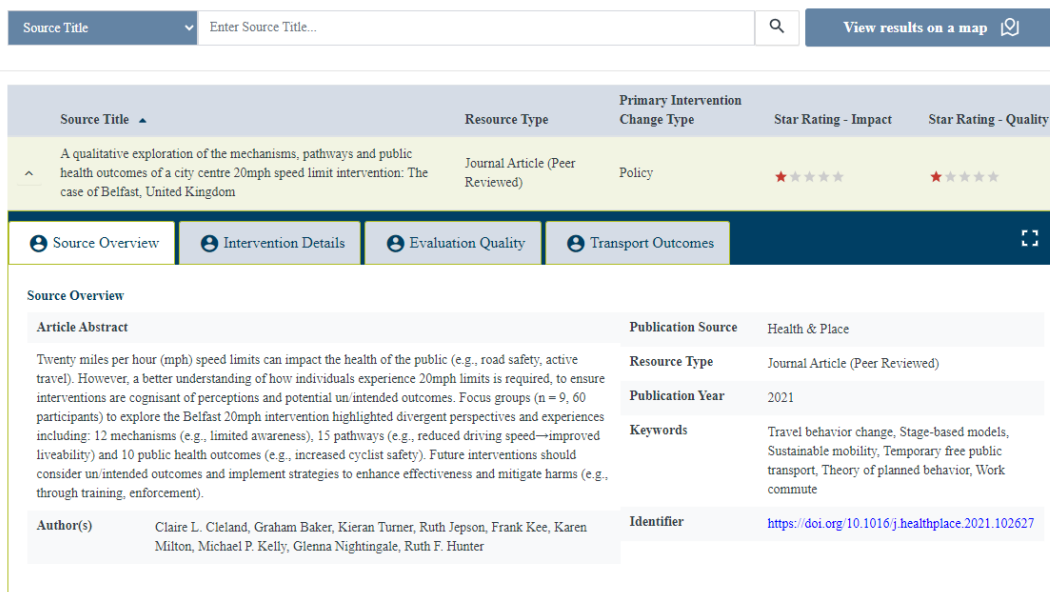 Source Title
Enter Source Title...
View results on a map
Source Title
Resource Type
Primary Intervention
Change Type
Star Rating - Impact
Star Rating - Quality
A qualitative exploration of the mechanisms, pathways and public
health outcomes of a city centre 20mph speed limit intervention: The
case of Belfast, United Kingdom
Journal Article (Peer
Reviewed)
Policy
Source Overview
Intervention Details
Evaluation Quality
Transport Outcomes
Source Overview
Article Abstract
Twenty miles per hour (mph) speed limits can impact the health of the public (e.g., road safety, active
travel). However, a better understanding of how individuals experience 20mph limits is required, to ensure
interventions are cognisant of perceptions and potential un/intended outcomes. Focus groups (n = 9, 60
participants) to explore the Belfast 20mph intervention highlighted divergent perspectives and experiences
including: 12 mechanisms (e.g., limited awareness), 15 pathways (e.g., reduced driving speed→improved
liveability) and 10 public health outcomes (e.g., increased cyclist safety). Future interventions should
consider un/intended outcomes and implement strategies to enhance effectiveness and mitigate harms (e.g.,
through training, enforcement).
Author(s)
Claire L. Cleland, Graham Baker, Kieran Turner, Ruth Jepson, Frank Kee, Karen
Milton, Michael P. Kelly, Glenna Nightingale, Ruth F. Hunter
Publication Source
Health & Place
Resource Type
Journal Article (Peer Reviewed)
Publication Year
2021
Keywords
Travel behavior change, Stage-based models,
Sustainable mobility, Temporary free public
transport, Theory of planned behavior, Work
commute
Identifier
https://doi.org/10.1016/j.healthplace.2021.102627